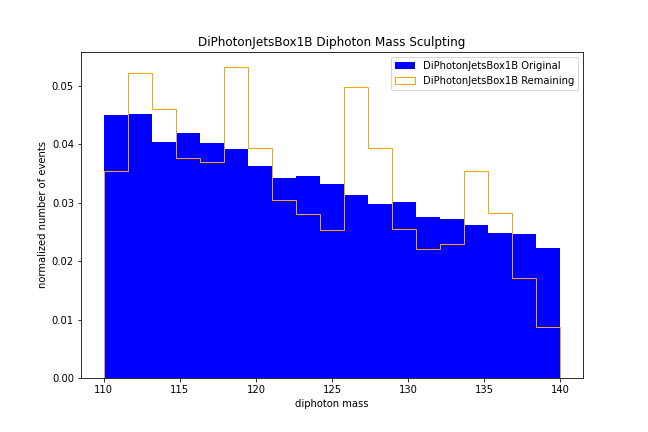 DiPhotonJetsBox1B Diphoton Mass Sculpting
DiPhotonJetsBox1B Original
DiPhotonJetsBox1B Remaining
normalized number of events
0.05
0.04
0.03
0.02
0.01
0.00
110 115 120 125 130 135 140
diphoton mass